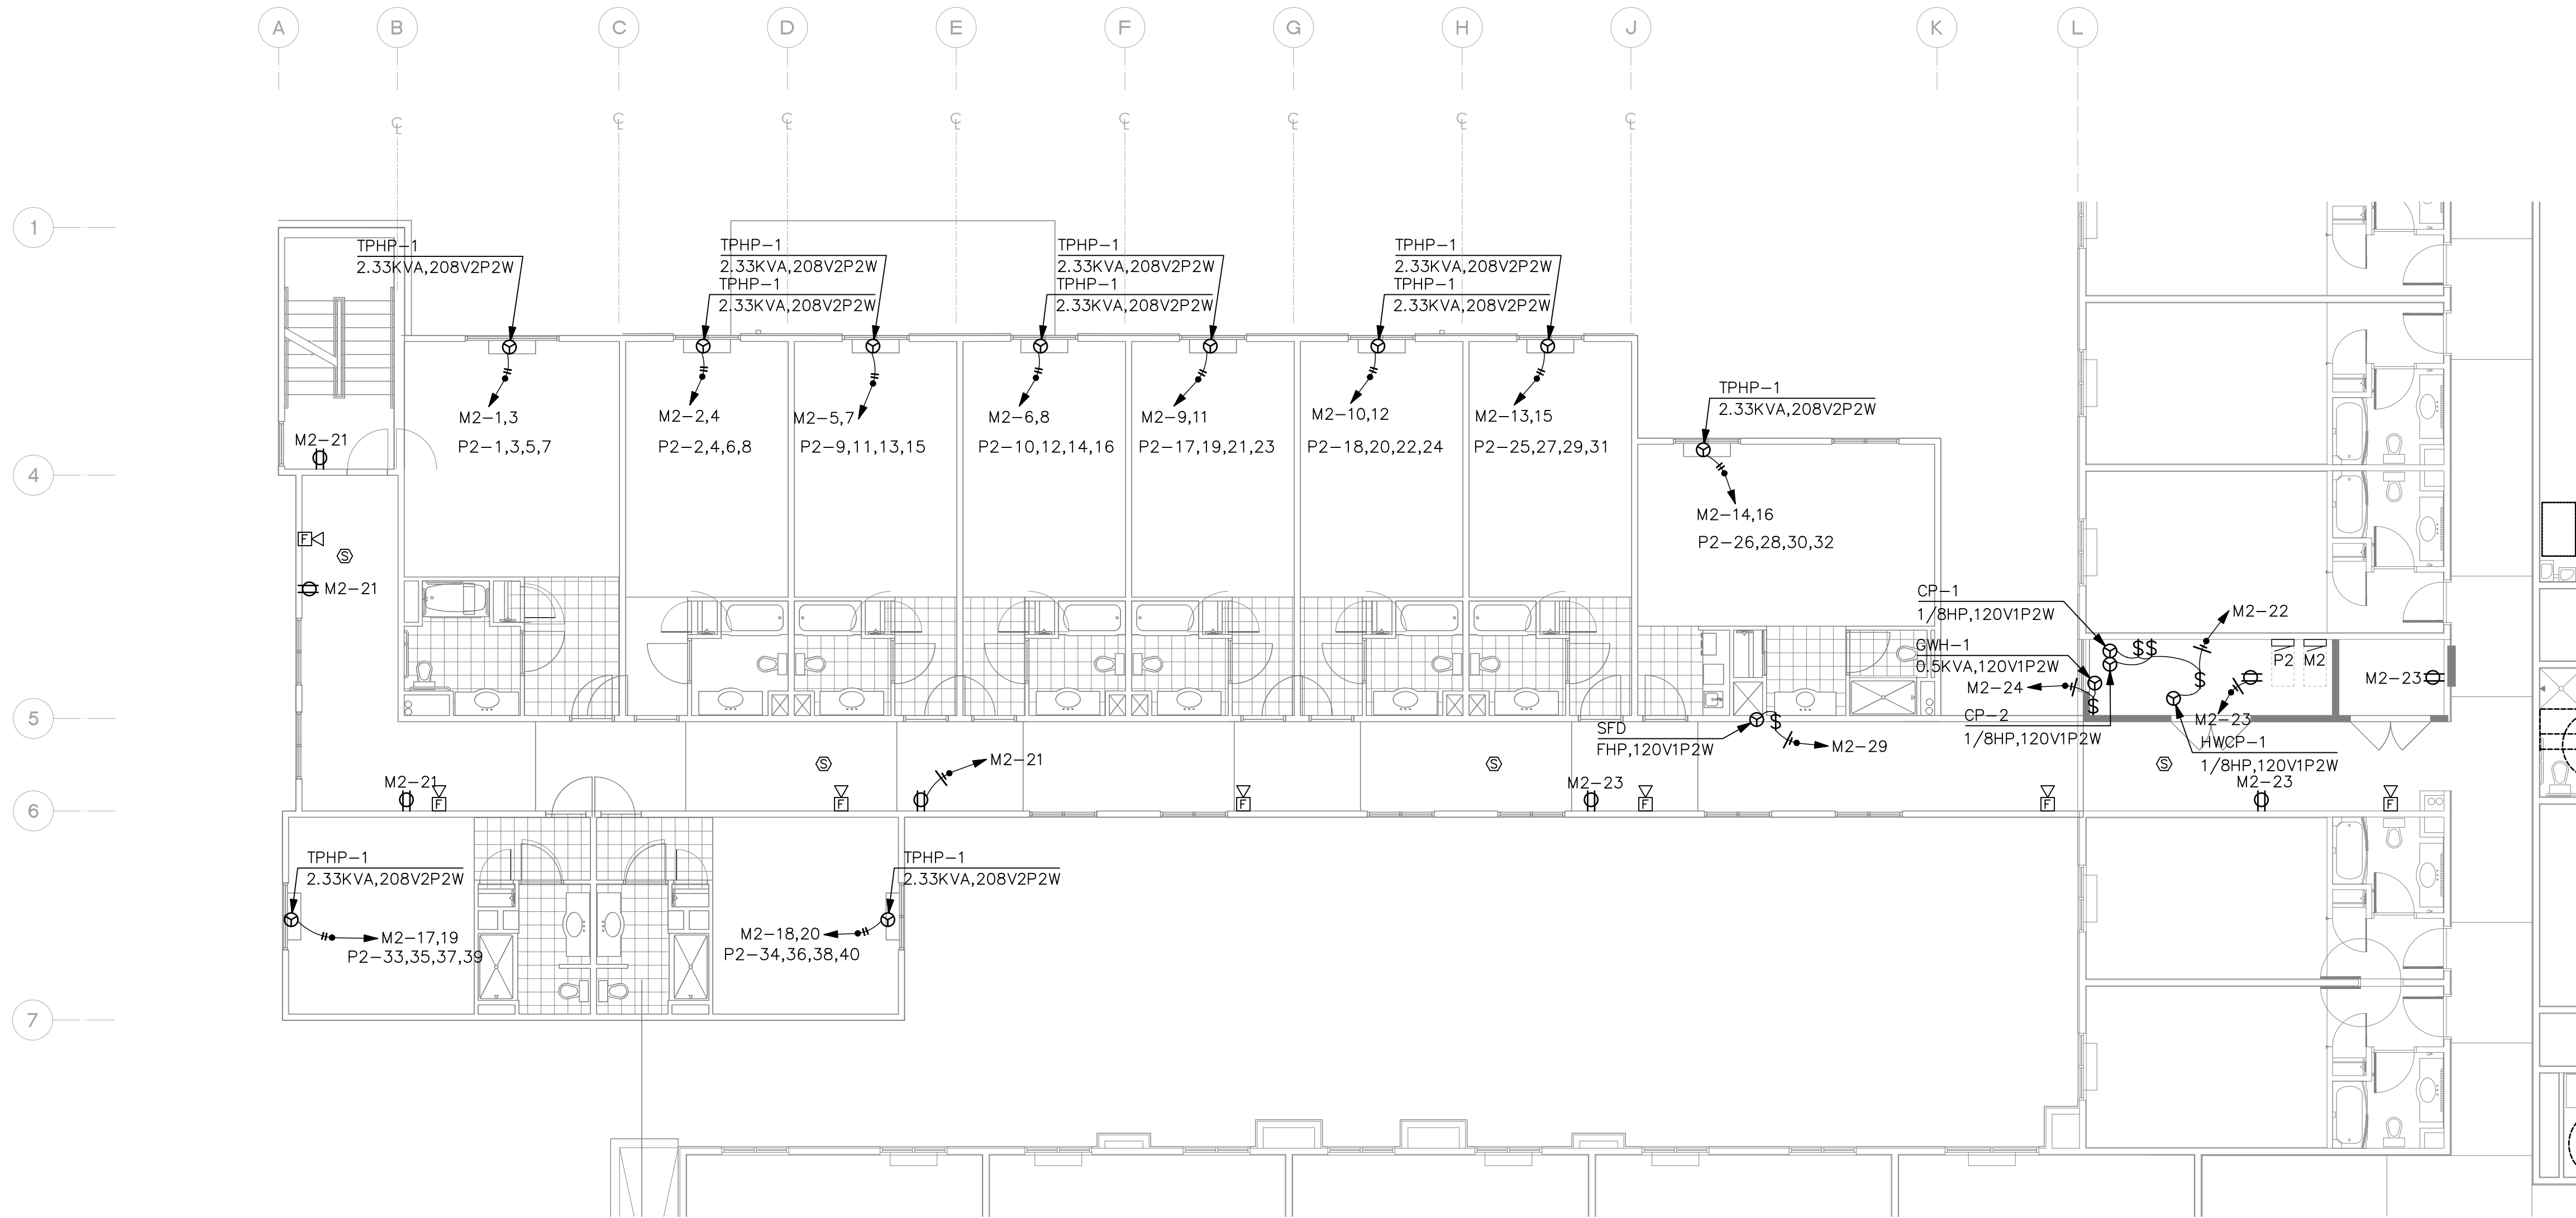 A B C D E F G H J K L
℄ ℄ ℄ ℄ ℄ ℄ ℄ ℄
1
TPHP-1
2.33KVA,208V2P2W
TPHP-1
2.33KVA,208V2P2W
TPHP-1
2.33KVA,208V2P2W
TPHP-1
2.33KVA,208V2P2W
TPHP-1
2.33KVA,208V2P2W
TPHP-1
2.33KVA,208V2P2W
TPHP-1
2.33KVA,208V2P2W
TPHP-1
2.33KVA,208V2P2W
M2-1,3
P2-1,3,5,7
M2-2,4
P2-2,4,6,8
M2-5,7
P2-9,11,13,15
M2-6,8
P2-10,12,14,16
M2-9,11
P2-17,19,21,23
M2-10,12
P2-18,20,22,24
M2-13,15
P2-25,27,29,31
M2-14,16
P2-26,28,30,32
M2-21
4
F
S
M2-21
CP-1
1/8HP,120V1P2W
GWH-1
0.5KVA,120V1P2W
M2-24
CP-2
1/8HP,120V1P2W
M2-22
$$
$
$
P2 M2
M2-23
M2-23
HWCP-1
1/8HP,120V1P2W
M2-23
5
SFD
FHP,120V1P2W
$
M2-29
S
M2-21
S
S
M2-21
M2-23
6
F
F
F
F
F
F
TPHP-1
2.33KVA,208V2P2W
M2-17,19
P2-33,35,37,39
TPHP-1
2.33KVA,208V2P2W
M2-18,20
P2-34,36,38,40
7